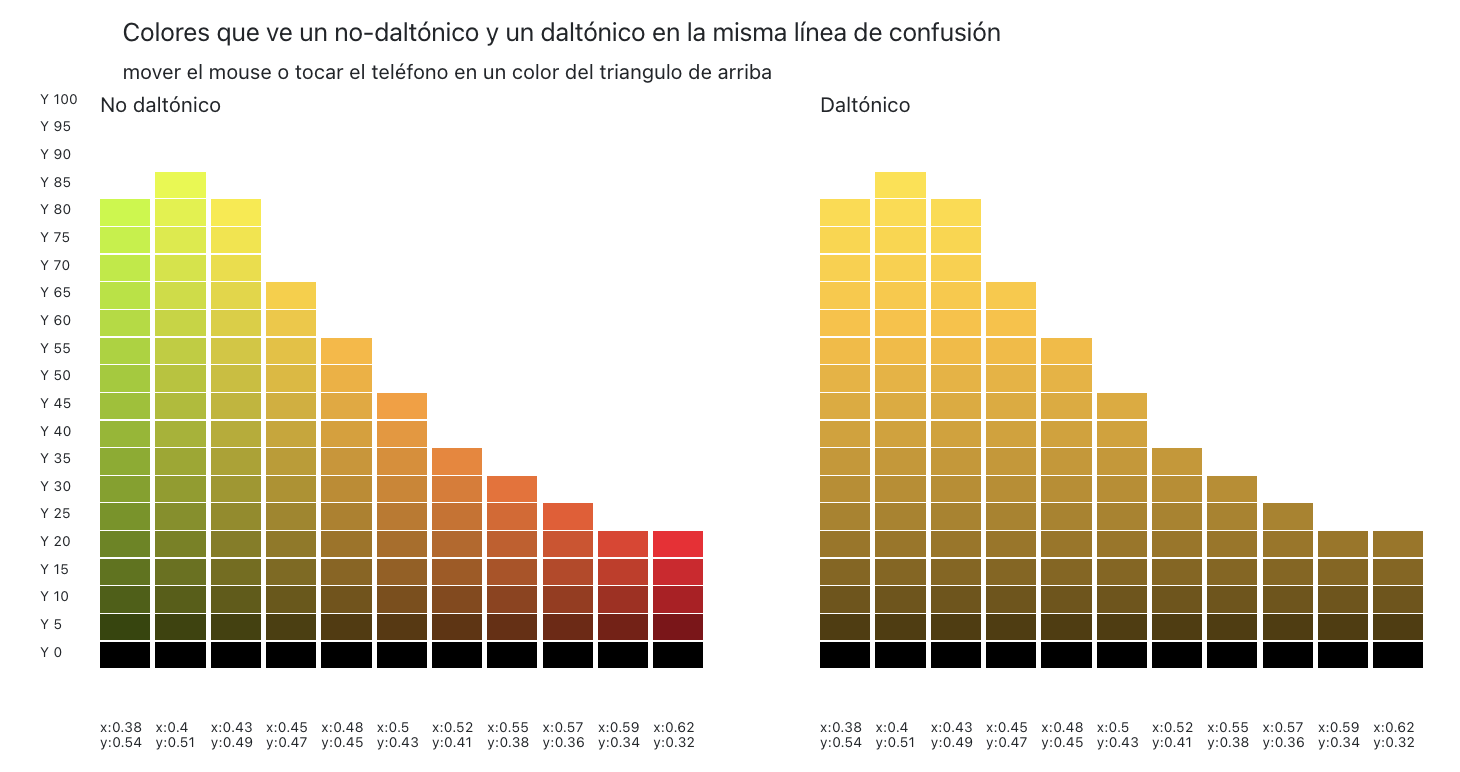 Colores que ve un no-daltónico y un daltónico en la misma línea de confusión
mover el mouse o tocar el teléfono en un color del triangulo de arriba
No daltónico
Daltónico
Y 100
Y 95
Y 90
Y 85
Y 80
Y 75
Y 70
Y 65
Y 60
Y 55
Y 50
Y 45
Y 40
Y 35
Y 30
Y 25
Y 20
Y 15
Y 10
Y 5
Y 0
x:0.38 x:0.4 x:0.43 x:0.45 x:0.48 x:0.5 x:0.52 x:0.55 x:0.57 x:0.59 x:0.62
y:0.54 y:0.51 y:0.49 y:0.47 y:0.45 y:0.43 y:0.41 y:0.38 y:0.36 y:0.34 y:0.32
x:0.38 x:0.4 x:0.43 x:0.45 x:0.48 x:0.5 x:0.52 x:0.55 x:0.57 x:0.59 x:0.62
y:0.54 y:0.51 y:0.49 y:0.47 y:0.45 y:0.43 y:0.41 y:0.38 y:0.36 y:0.34 y:0.32